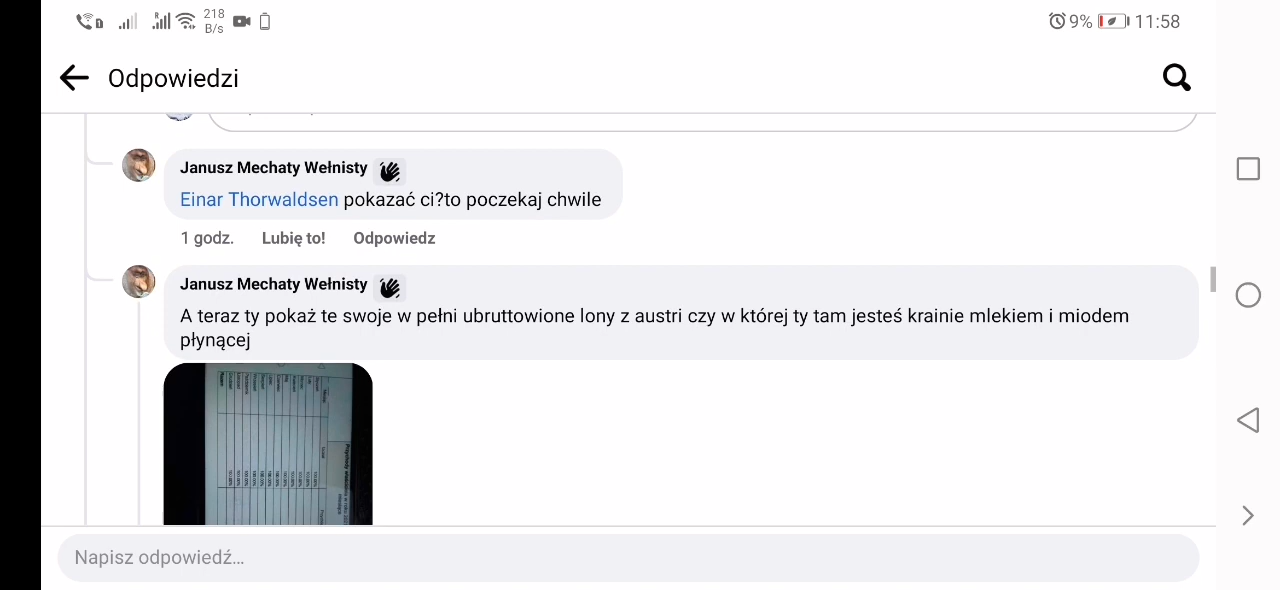 218
B/s
9%
11:58
Odpowiedzi
Janusz Mechaty Wełnisty
Einar Thorwaldsen pokazać ci?to poczekaj chwile
1 godz. Lubię to! Odpowiedz
Janusz Mechaty Wełnisty
A teraz ty pokaż te swoje w pełni ubruttowione lony z austri czy w której ty tam jesteś krainie mlekiem i miodem
płynącej
Napisz odpowiedź...